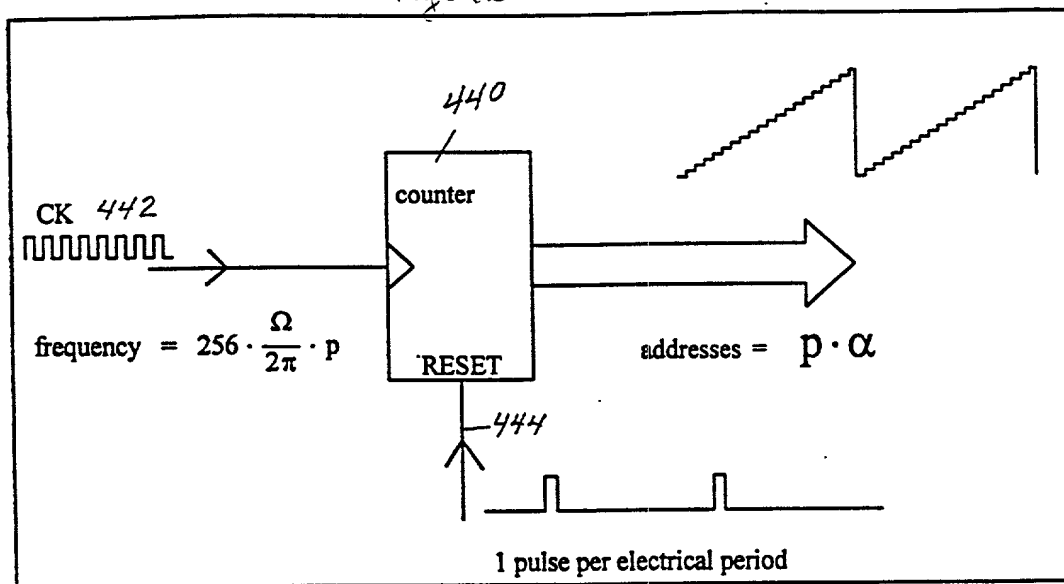 440
counter
CK 442
frequency = 256 · Ω/2π · p
addresses = p · α
RESET
444
1 pulse per electrical period